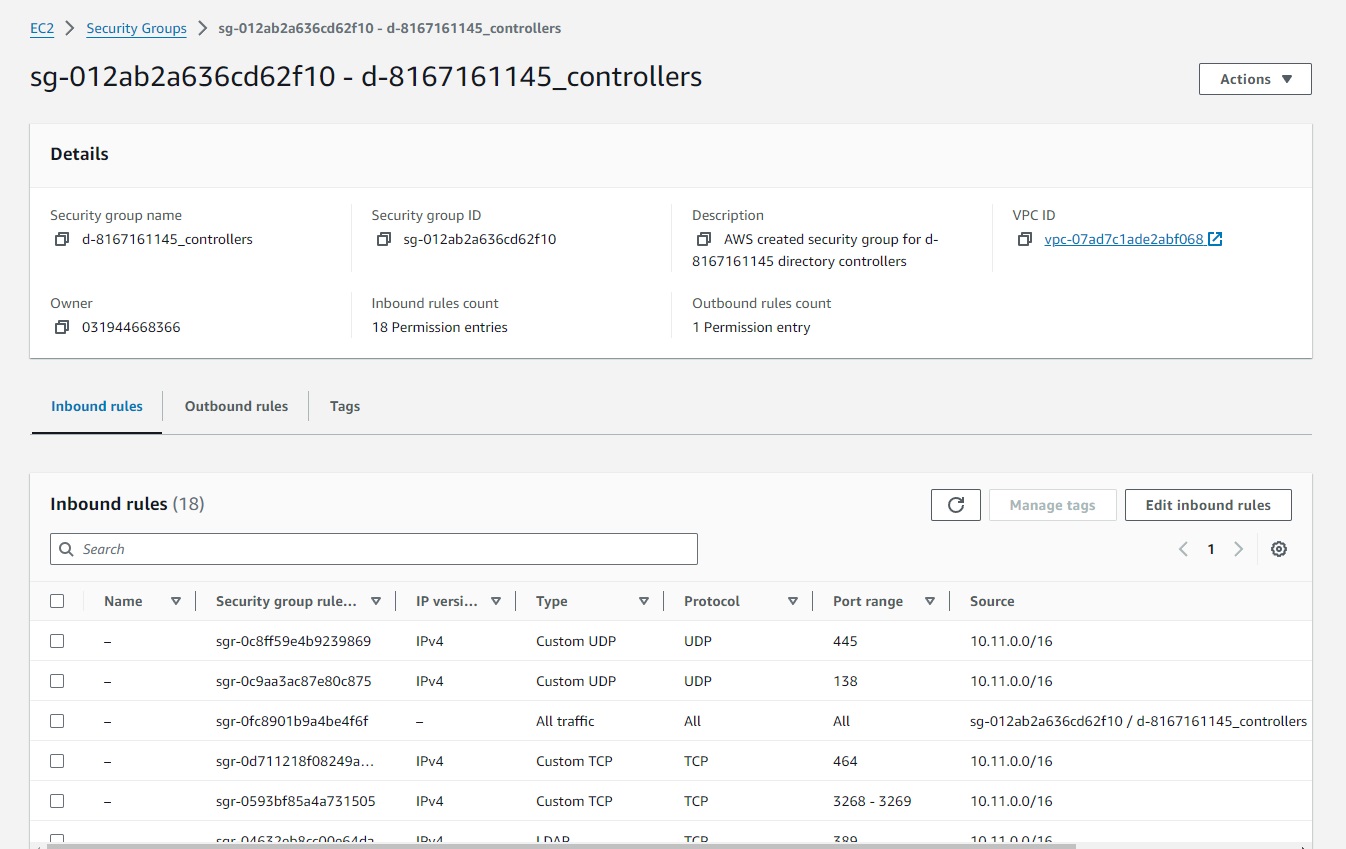 EC2 > Security Groups > sg-012ab2a636cd62f10 - d-8167161145_controllers
sg-012ab2a636cd62f10 - d-8167161145_controllers
Actions
Details
Security group name Security group ID Description VPC ID
d-8167161145_controllers sg-012ab2a636cd62f10 AWS created security group for d- vpc-07ad7c1ade2abf068
8167161145 directory controllers
Owner Inbound rules count Outbound rules count
031944668366 18 Permission entries 1 Permission entry
Inbound rules Outbound rules Tags
Inbound rules (18) Manage tags Edit inbound rules
Search 1
Name Security group rule... IP versi... Type Protocol Port range Source
– sgr-0c8ff59e4b9239869 IPv4 Custom UDP UDP 445 10.11.0.0/16
– sgr-0c9aa3ac87e80c875 IPv4 Custom UDP UDP 138 10.11.0.0/16
– sgr-0fc8901b9a4be4f6f – All traffic All All sg-012ab2a636cd62f10 / d-8167161145_controllers
– sgr-0d711218f08249a... IPv4 Custom TCP TCP 464 10.11.0.0/16
– sgr-0593bf85a4a731505 IPv4 Custom TCP TCP 3268 - 3269 10.11.0.0/16
sgr-04632eb8cc00e64da IPv4 LDAP TCP 389 10.11.0.0/16